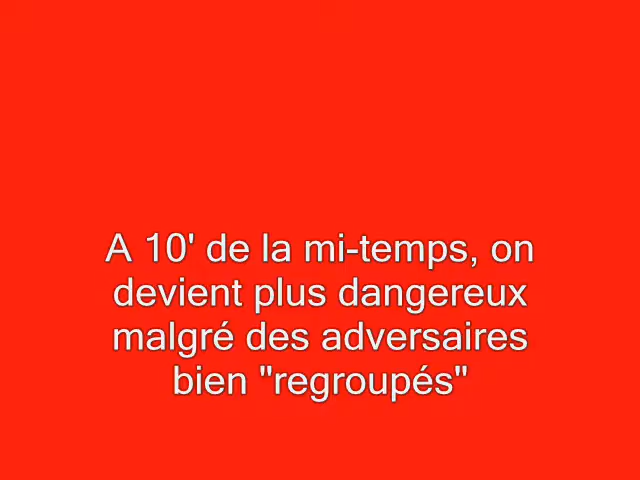 A 10' de la mi-temps, on
devient plus dangereux
malgré des adversaires
bien "regroupés"